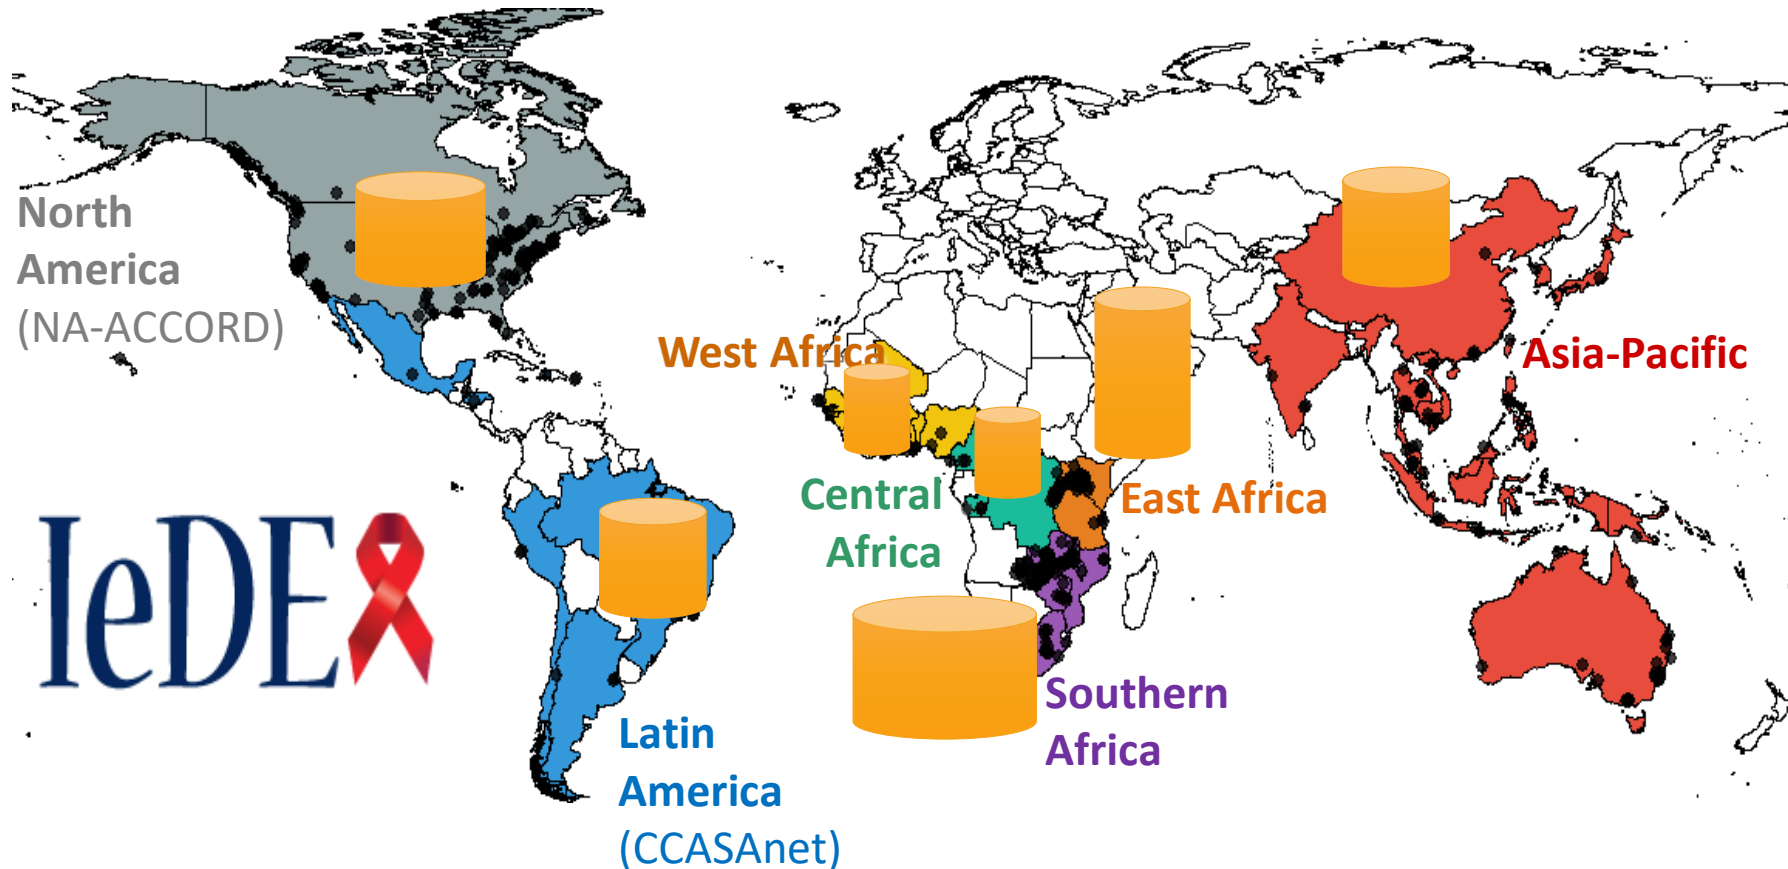 North
America
(NA-ACCORD)
West Africa
Asia-Pacific
Central
Africa
East Africa
IeDEA
Southern
Africa
Latin
America
(CCASAnet)